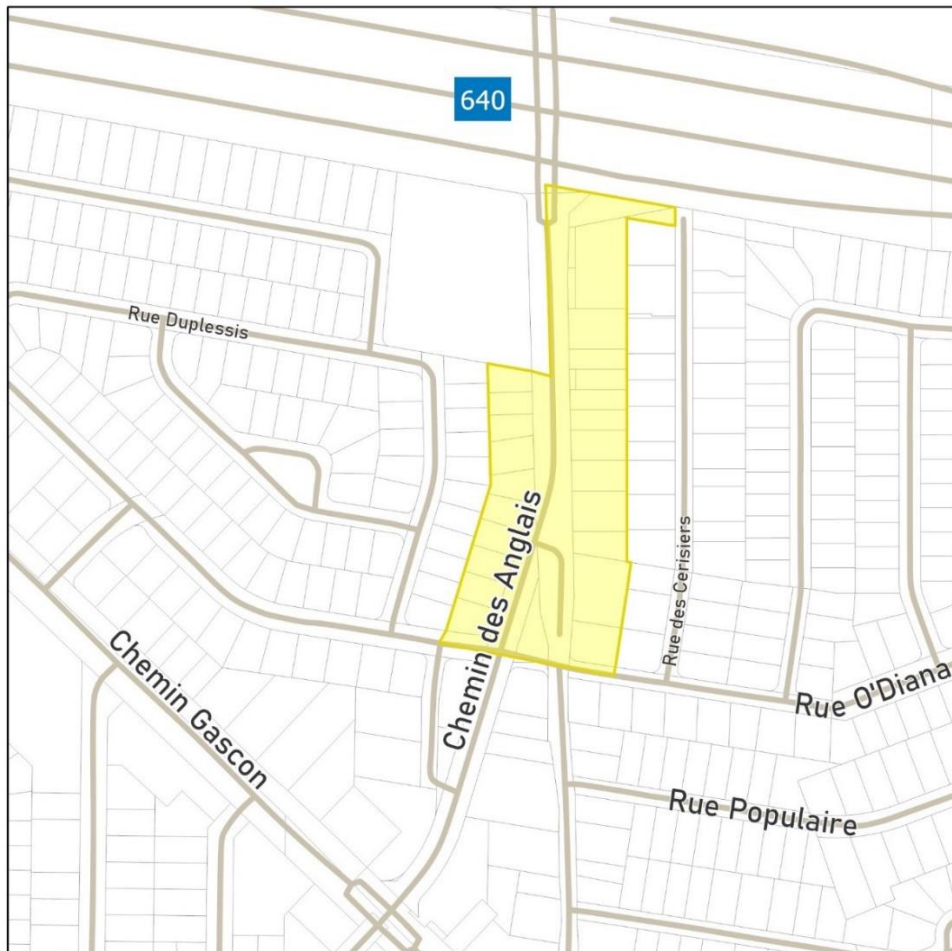 640
Rue Duplessis
Chemin des Anglais
Rue des Cerisiers
Chemin Gascon
Rue O'Diana
Rue Populaire